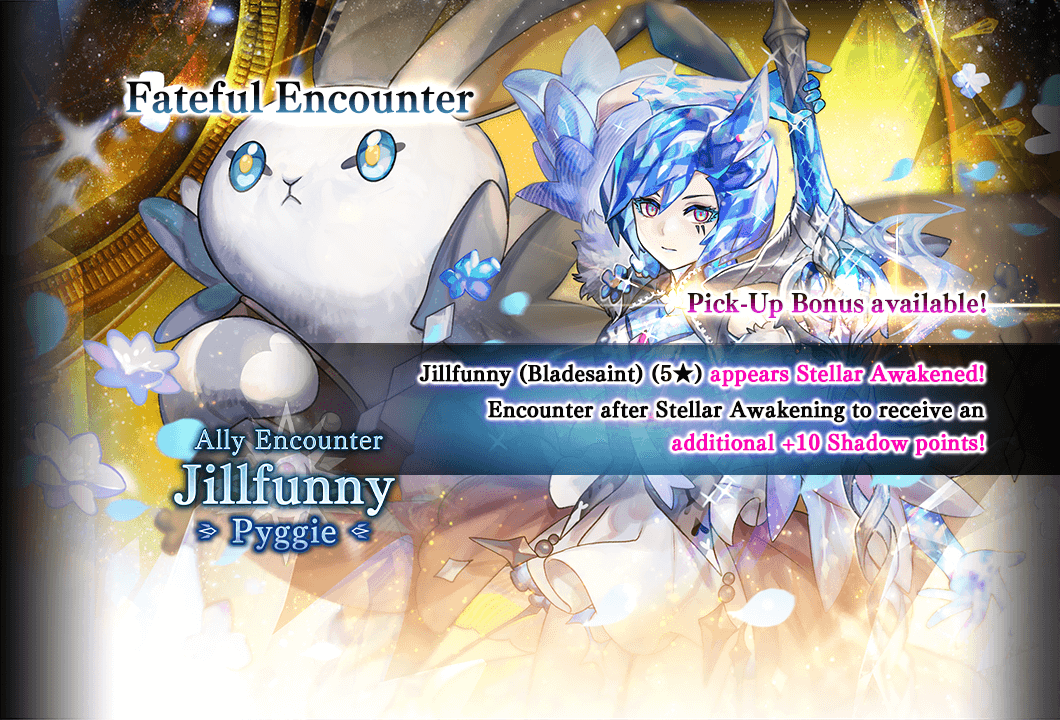 Fateful Encounter
Pick-Up Bonus available!
Jillfunny (Bladesaint) (5★) appears Stellar Awakened!
Encounter after Stellar Awakening to receive an
additional +10 Shadow points!
Ally Encounter
Jillfunny
Pyggie